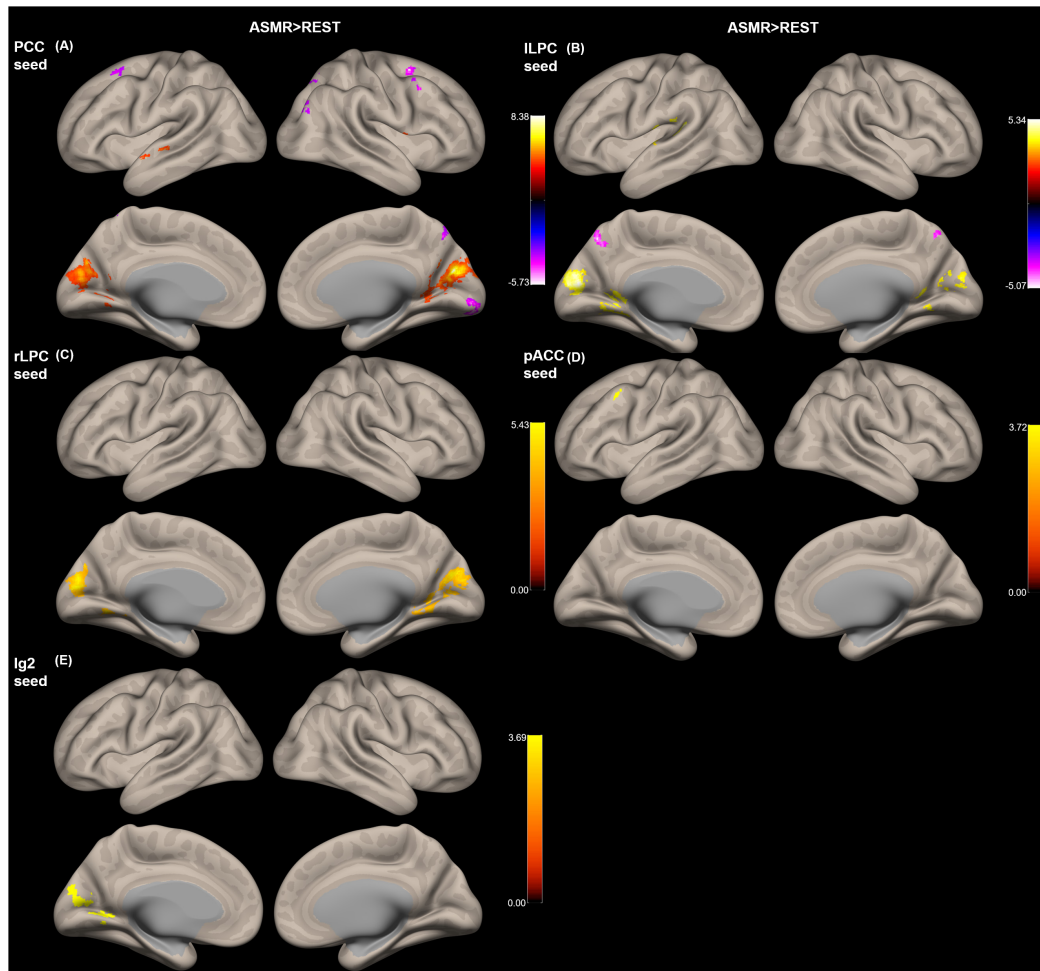 ASMR>REST
ASMR>REST
PCC (A)
seed
8.38
-5.73
lLPC (B)
seed
5.34
-5.07
rLPC (C)
seed
5.43
0.00
pACC (D)
seed
3.72
0.00
Ig2 (E)
seed
3.69
0.00